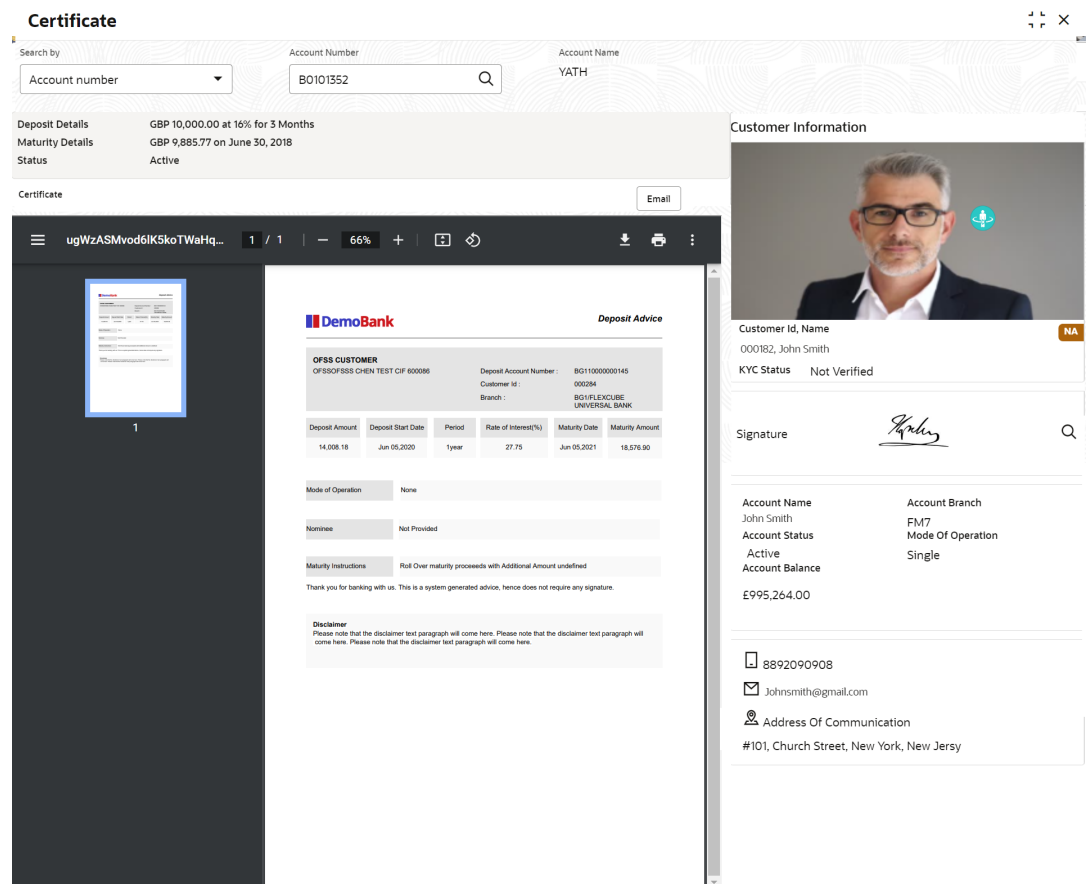 Certificate
Search by
Account Number
Account Name
Account number
B0101352
YATH
Deposit Details GBP 10,000.00 at 16% for 3 Months
Maturity Details GBP 9,885.77 on June 30, 2018
Status Active
Certificate
Email
ugWzASMvod6lK5koTWaHq... 1 / 1 − 66% +
1
DemoBank
Deposit Advice
OFSS CUSTOMER
OFSSOFSSS CHEN TEST CIF 600086
Deposit Account Number : BG110000000145
Customer Id : 000284
Branch : BG1/FLEXCUBE
UNIVERSAL BANK
Deposit Amount Deposit Start Date Period Rate of Interest(%) Maturity Date Maturity Amount
14,008.18 Jun 05,2020 1year 27.75 Jun 05,2021 18,576.90
Mode of Operation None
Nominee Not Provided
Maturity Instructions Roll Over maturity proceeds with Additional Amount undefined
Thank you for banking with us. This is a system generated advice, hence does not require any signature.
Disclaimer
Please note that the disclaimer text paragraph will come here. Please note that the disclaimer text paragraph will
come here. Please note that the disclaimer text paragraph will come here.
Customer Information
Customer Id, Name
NA
000182, John Smith
KYC Status Not Verified
Signature
Account Name Account Branch
John Smith FM7
Account Status Mode Of Operation
Active Single
Account Balance
£995,264.00
8892090908
Johnsmith@gmail.com
Address Of Communication
#101, Church Street, New York, New Jersy